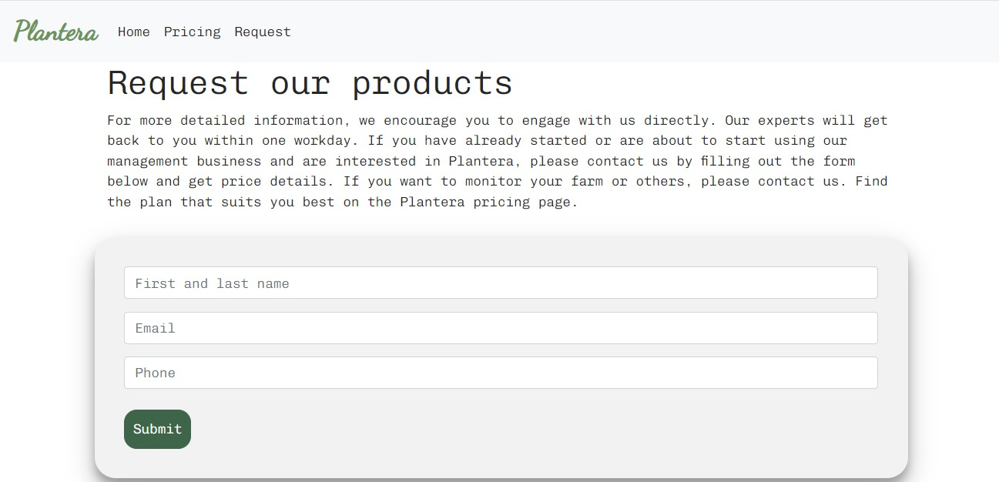 Plantera Home Pricing Request
Request our products
For more detailed information, we encourage you to engage with us directly. Our experts will get
back to you within one workday. If you have already started or are about to start using our
management business and are interested in Plantera, please contact us by filling out the form
below and get price details. If you want to monitor your farm or others, please contact us. Find
the plan that suits you best on the Plantera pricing page.
First and last name
Email
Phone
Submit